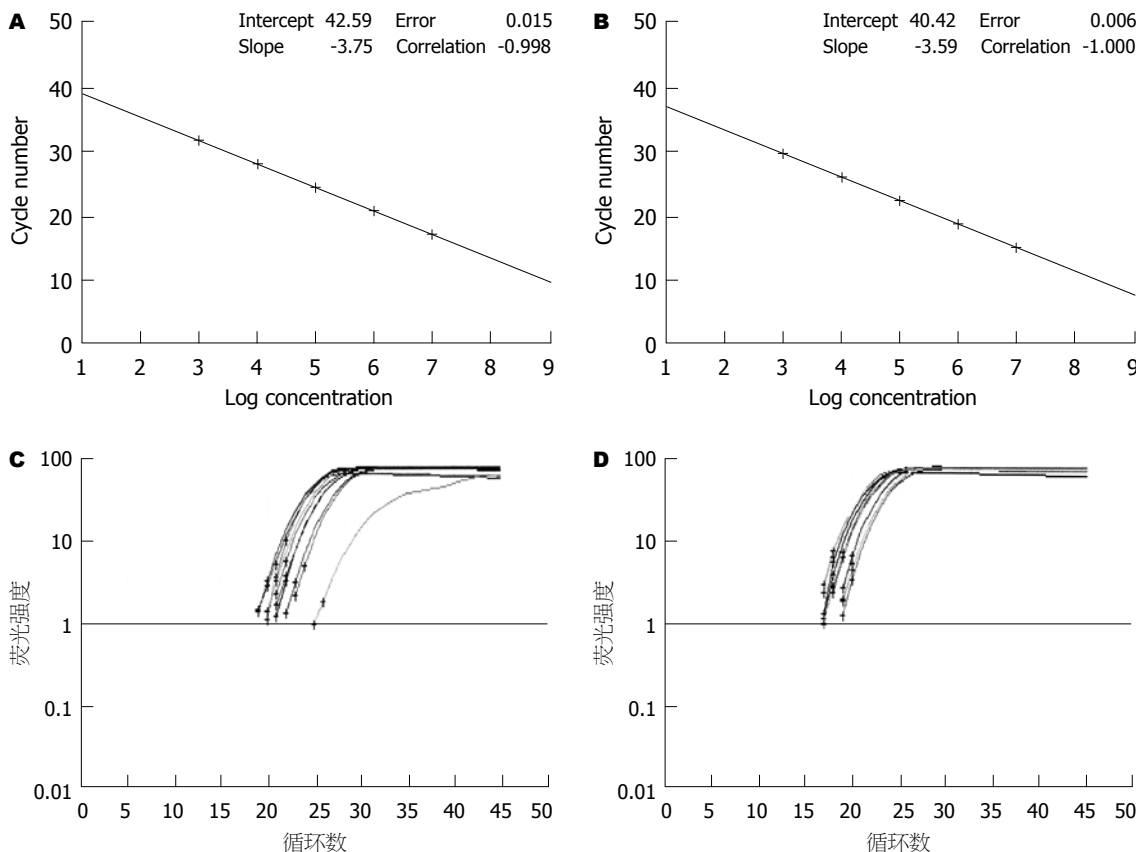 A
Intercept 42.59 Error 0.015
Slope -3.75 Correlation -0.998
50
40
30
20
10
0
Cycle number
1 2 3 4 5 6 7 8 9
Log concentration
B
Intercept 40.42 Error 0.006
Slope -3.59 Correlation -1.000
50
40
30
20
10
0
Cycle number
1 2 3 4 5 6 7 8 9
Log concentration
C
100
10
1
0.1
0.01
荧光强度
0 5 10 15 20 25 30 35 40 45 50
循环数
D
100
10
1
0.1
0.01
荧光强度
0 5 10 15 20 25 30 35 40 45 50
循环数